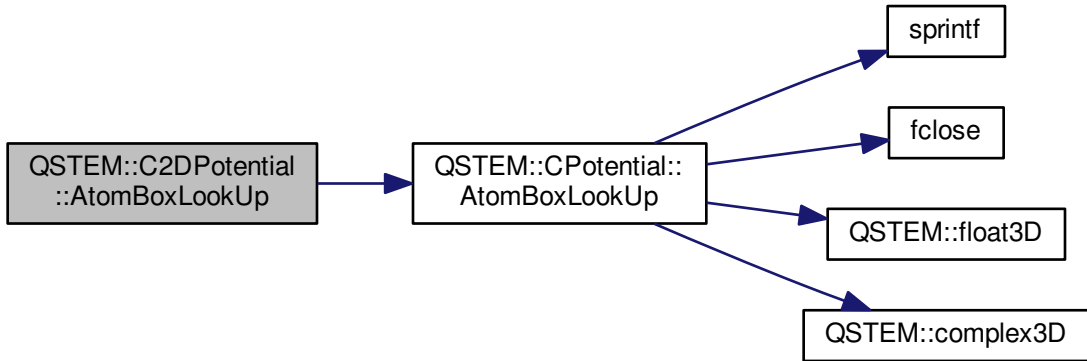 sprintf
fclose
QSTEM::C2DPotential
::AtomBoxLookUp
QSTEM::CPotential::
AtomBoxLookUp
QSTEM::float3D
QSTEM::complex3D